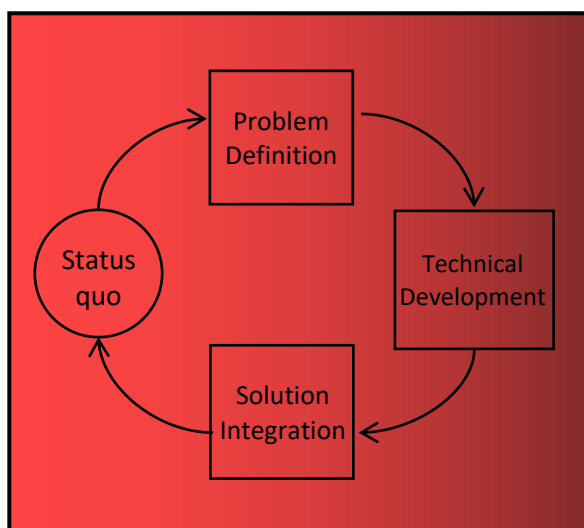 Problem
Definition
Status
quo
Technical
Development
Solution
Integration